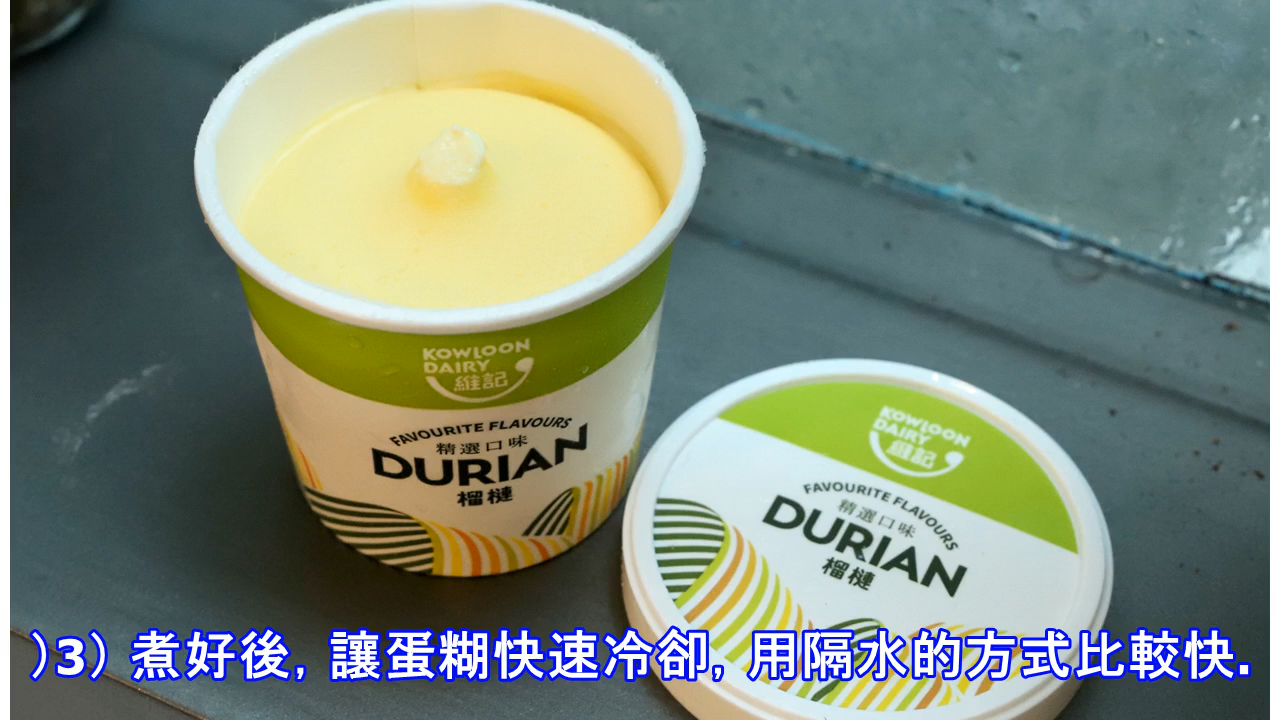 KOWLOON
DAIRY
維記
FAVOURITE FLAVOURS
精選口味
DURIAN
榴槤
KOWLOON
DAIRY
維記
FAVOURITE FLAVOURS
精選口味
DURIAN
榴槤
)3) 煮好後, 讓蛋糊快速冷卻, 用隔水的方式比較快.